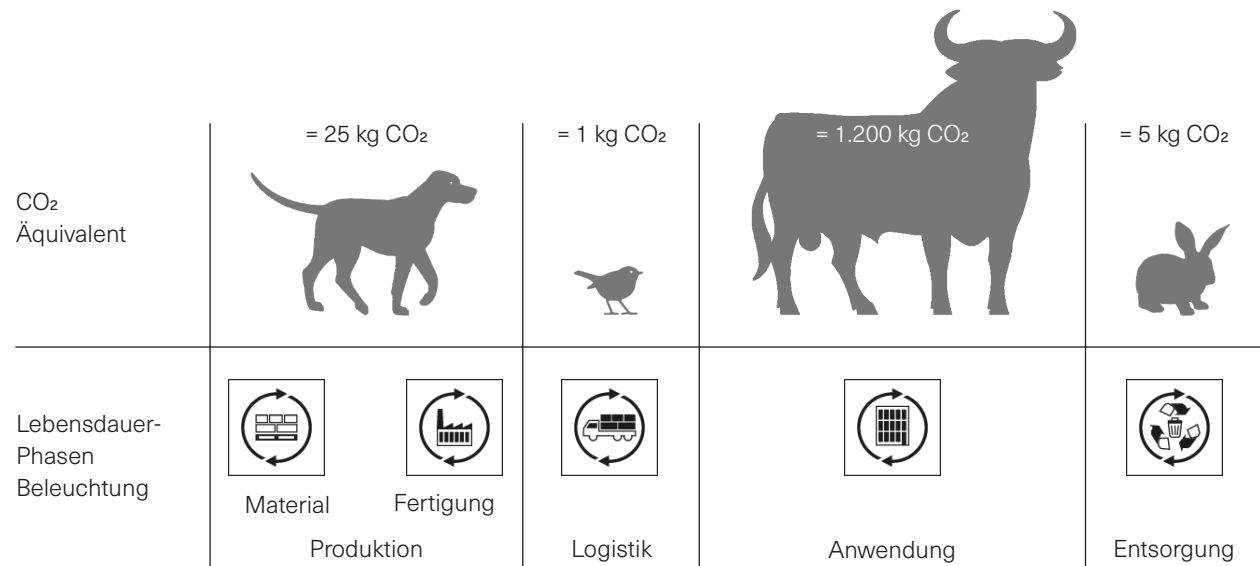 = 25 kg CO₂
= 1 kg CO₂
= 1.200 kg CO₂
= 5 kg CO₂
CO₂
Äquivalent
Lebensdauer-
Phasen
Beleuchtung
Material
Fertigung
Produktion
Logistik
Anwendung
Entsorgung